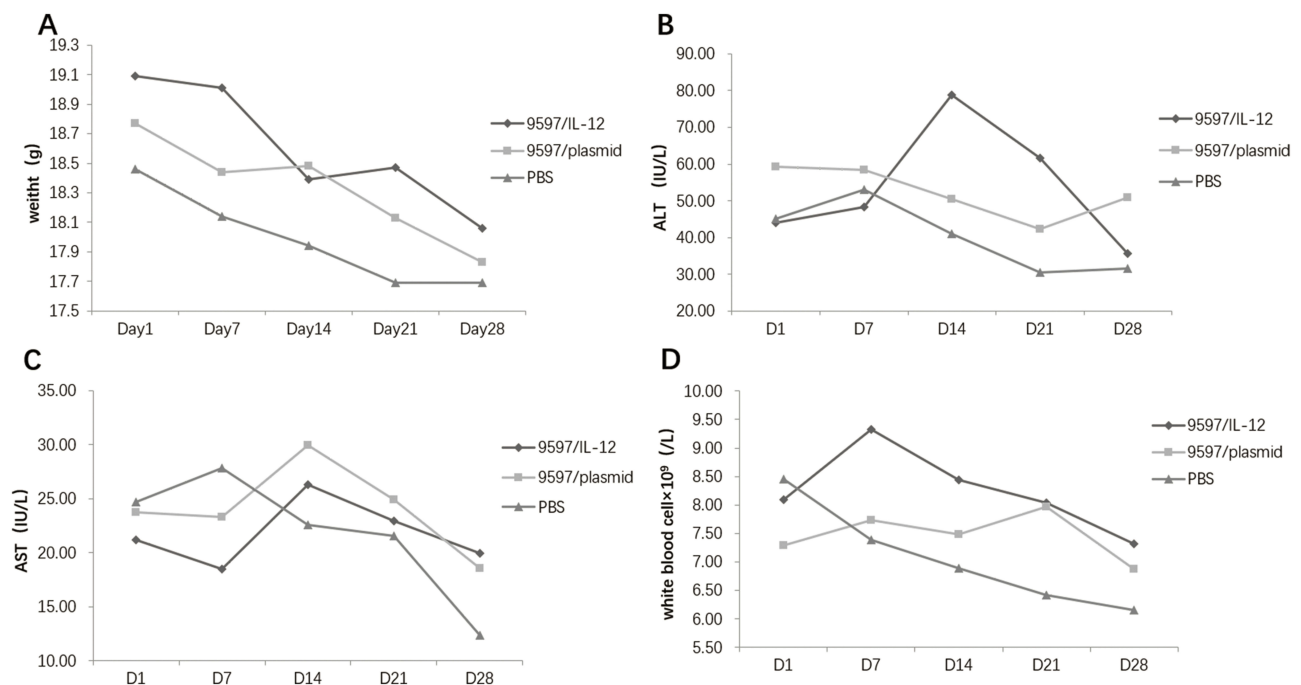 A
weitht (g)
19.3
19.1
18.9
18.7
18.5
18.3
18.1
17.9
17.7
17.5
Day1 Day7 Day14 Day21 Day28
9597/IL-12
9597/plasmid
PBS
B
ALT (IU/L)
90.00
80.00
70.00
60.00
50.00
40.00
30.00
20.00
D1 D7 D14 D21 D28
9597/IL-12
9597/plasmid
PBS
C
AST (IU/L)
35.00
30.00
25.00
20.00
15.00
10.00
D1 D7 D14 D21 D28
9597/IL-12
9597/plasmid
PBS
D
white blood cell×10⁹ (/L)
10.00
9.50
9.00
8.50
8.00
7.50
7.00
6.50
6.00
5.50
D1 D7 D14 D21 D28
9597/IL-12
9597/plasmid
PBS